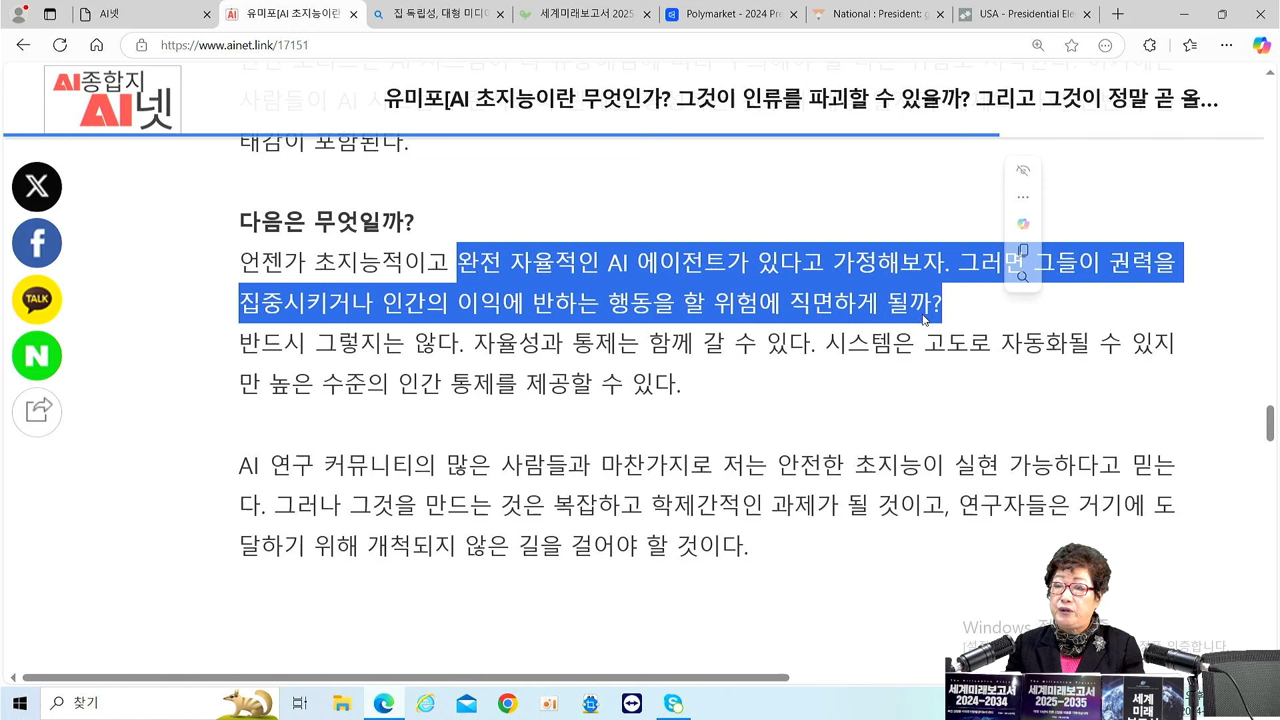 AI넷
유미포[AI 초지능이란
집 독립성, 대형 미디
세계미래보고서 2025
Polymarket - 2024 Pre
National : President: g
USA - Presidential Ele
https://www.ainet.link/17151
AI종합지
AI넷
유미포[AI 초지능이란 무엇인가? 그것이 인류를 파괴할 수 있을까? 그리고 그것이 정말 곧 올...
태감이 포함된다.
다음은 무엇일까?
언젠가 초지능적이고 완전 자율적인 AI 에이전트가 있다고 가정해보자. 그러면 그들이 권력을
집중시키거나 인간의 이익에 반하는 행동을 할 위험에 직면하게 될까?
반드시 그렇지는 않다. 자율성과 통제는 함께 갈 수 있다. 시스템은 고도로 자동화될 수 있지
만 높은 수준의 인간 통제를 제공할 수 있다.
AI 연구 커뮤니티의 많은 사람들과 마찬가지로 저는 안전한 초지능이 실현 가능하다고 믿는
다. 그러나 그것을 만드는 것은 복잡하고 학제간적인 과제가 될 것이고, 연구자들은 거기에 도
달하기 위해 개척되지 않은 길을 걸어야 할 것이다.
TALK
N
Windows
세계미래보고서
2024-2034
세계미래보고서
2025-2035
세계
미래
찾기